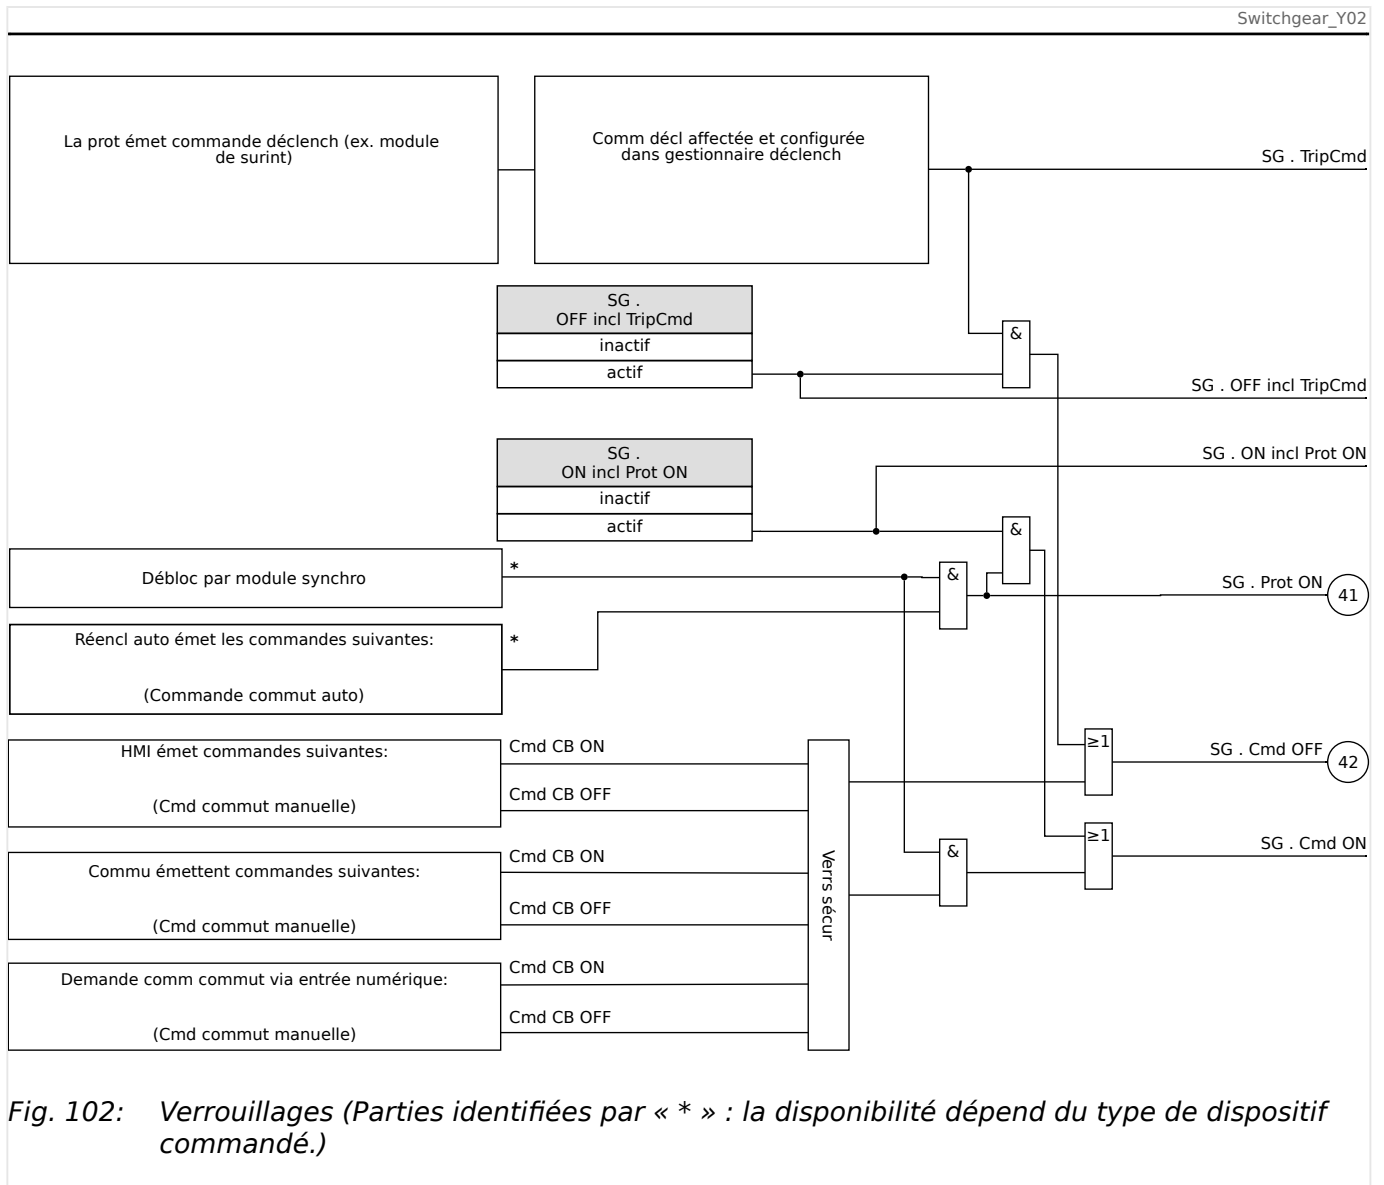 Switchgear_Y02
La prot émet commande déclench (ex. module
de surint)
Comm décl affectée et configurée
dans gestionnaire déclench
SG . TripCmd
SG .
OFF incl TripCmd
inactif
actif
&
SG . OFF incl TripCmd
SG .
ON incl Prot ON
inactif
actif
SG . ON incl Prot ON
&
Débloc par module synchro
*
&
SG . Prot ON
41
Réencl auto émet les commandes suivantes:
*
(Commande commut auto)
HMI émet commandes suivantes:
(Cmd commut manuelle)
Cmd CB ON
Cmd CB OFF
≥1
SG . Cmd OFF
42
Commu émettent commandes suivantes:
(Cmd commut manuelle)
Cmd CB ON
Cmd CB OFF
Verrs sécur
&
≥1
SG . Cmd ON
Demande comm commut via entrée numérique:
(Cmd commut manuelle)
Cmd CB ON
Cmd CB OFF
Fig. 102: Verrouillages (Parties identifiées par « * » : la disponibilité dépend du type de dispositif
commandé.)